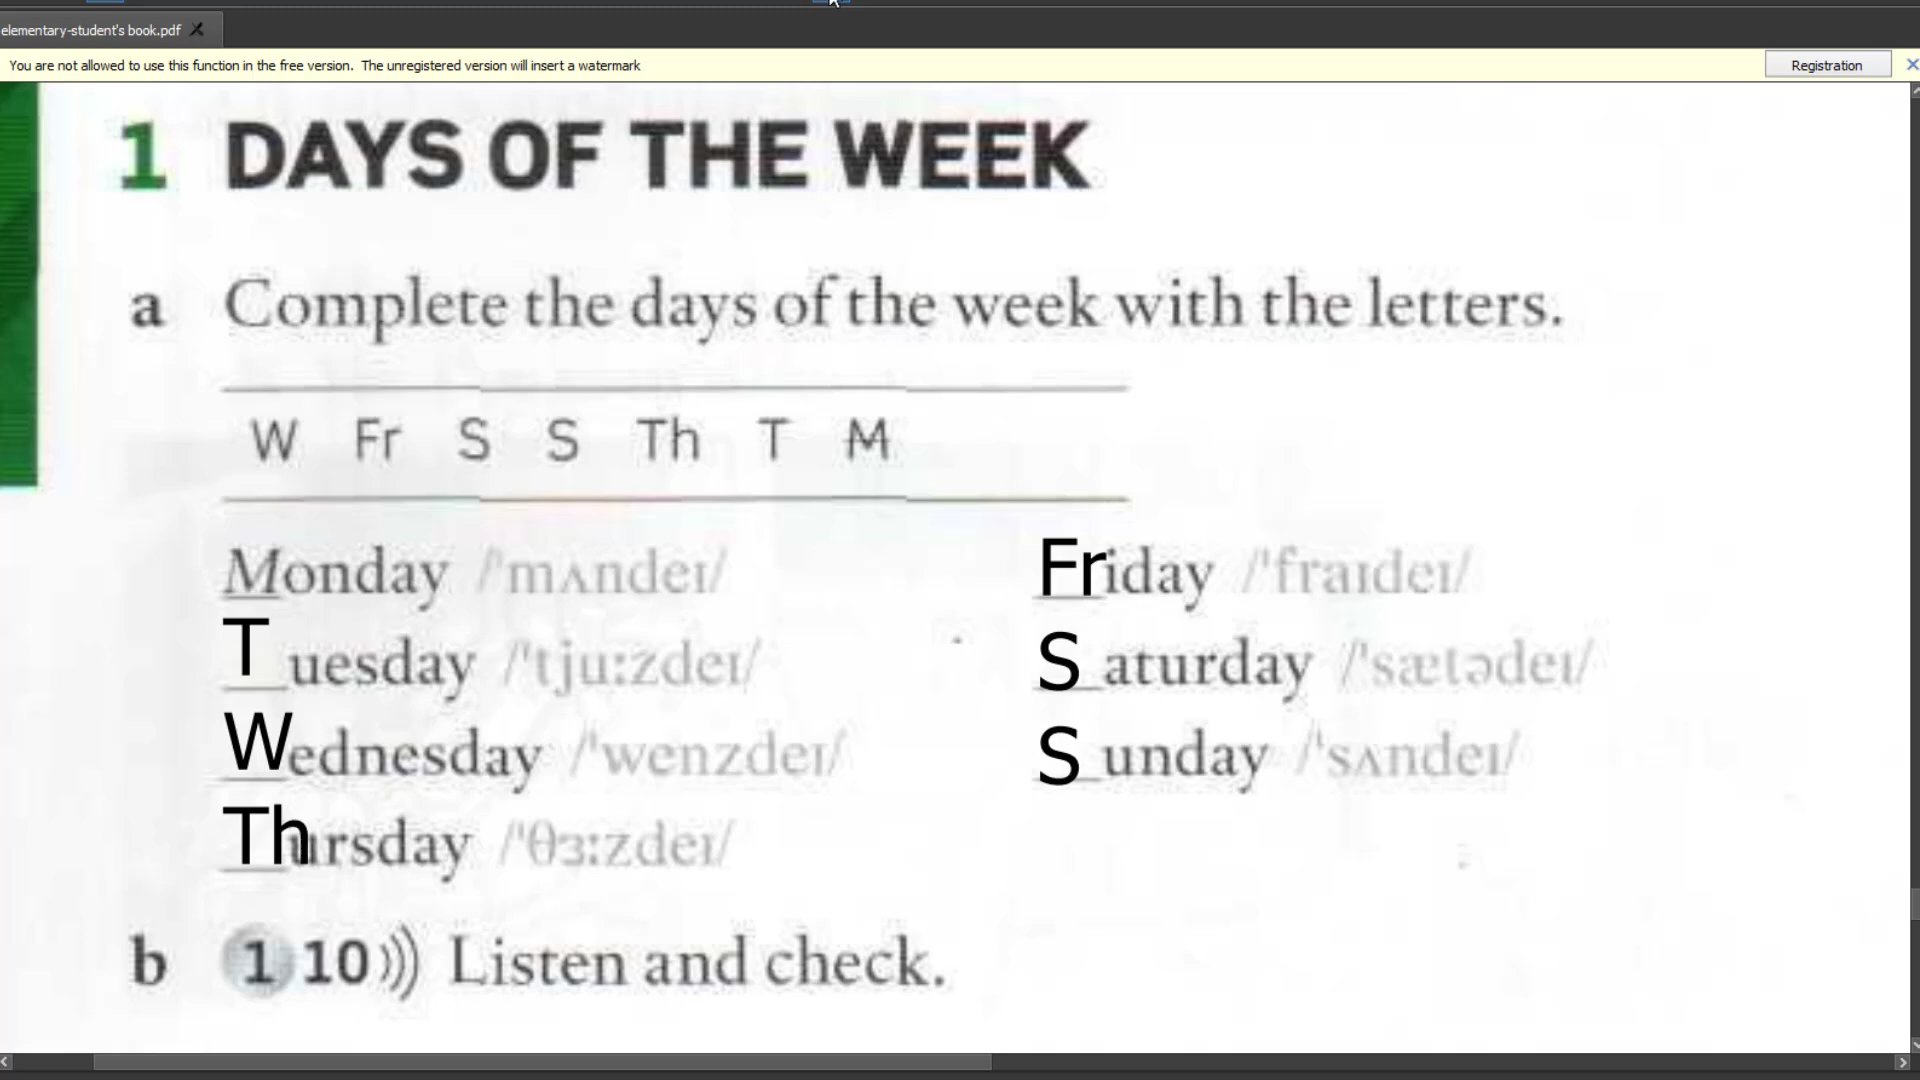 elementary-student's book.pdf
You are not allowed to use this function in the free version. The unregistered version will insert a watermark
Registration
1 DAYS OF THE WEEK
a Complete the days of the week with the letters.
W Fr S S Th T M
Monday /ˈmʌndeɪ/
Tuesday /ˈtjuːzdeɪ/
Wednesday /ˈwenzdeɪ/
Thursday /ˈθɜːzdeɪ/
Friday /ˈfraɪdeɪ/
Saturday /ˈsætədeɪ/
Sunday /ˈsʌndeɪ/
b 1 10))) Listen and check.